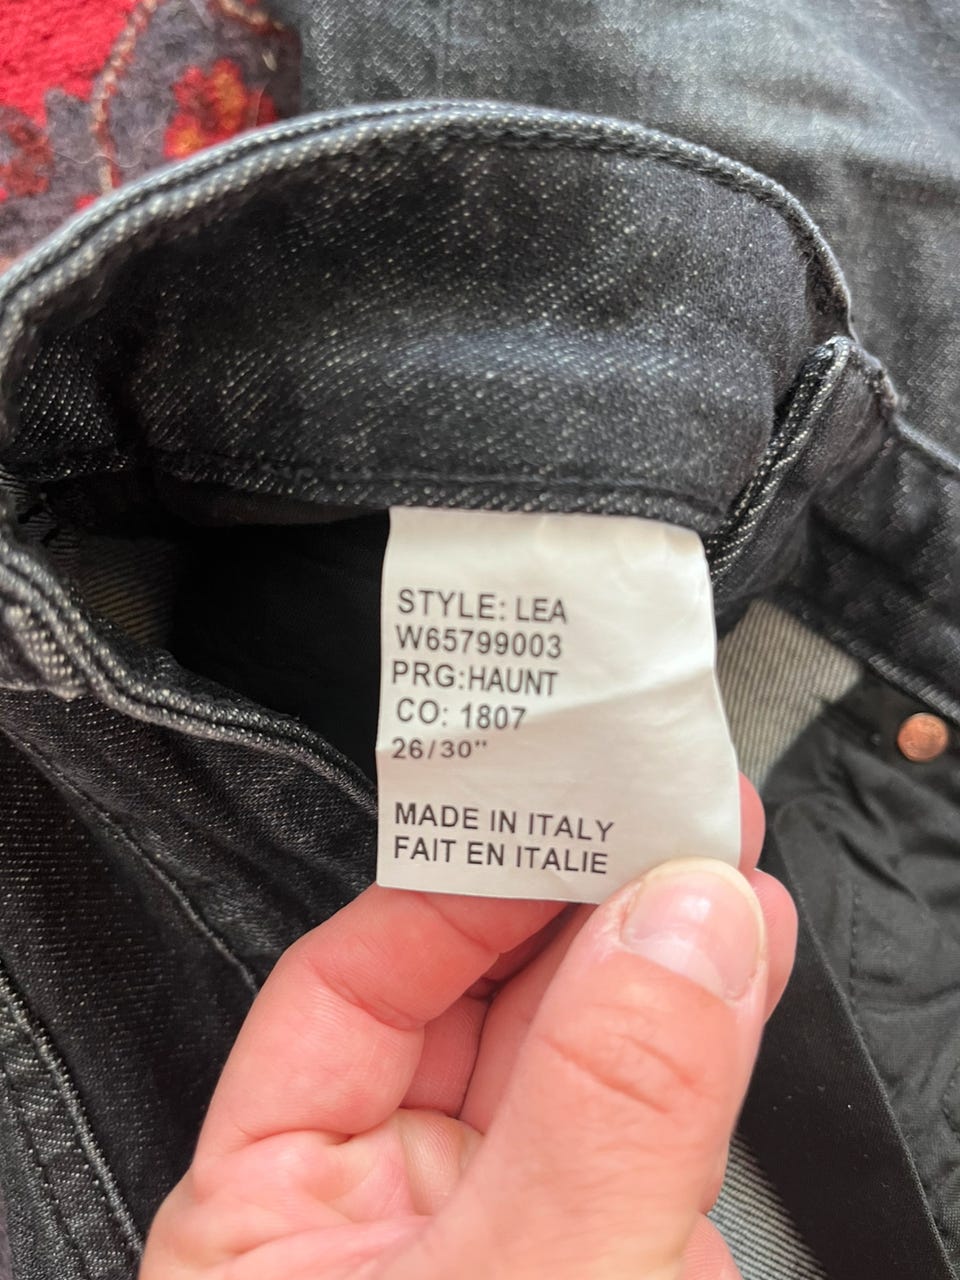 STYLE: LEA
W65799003
PRG:HAUNT
CO: 1807
26/30"
MADE IN ITALY
FAIT EN ITALIE